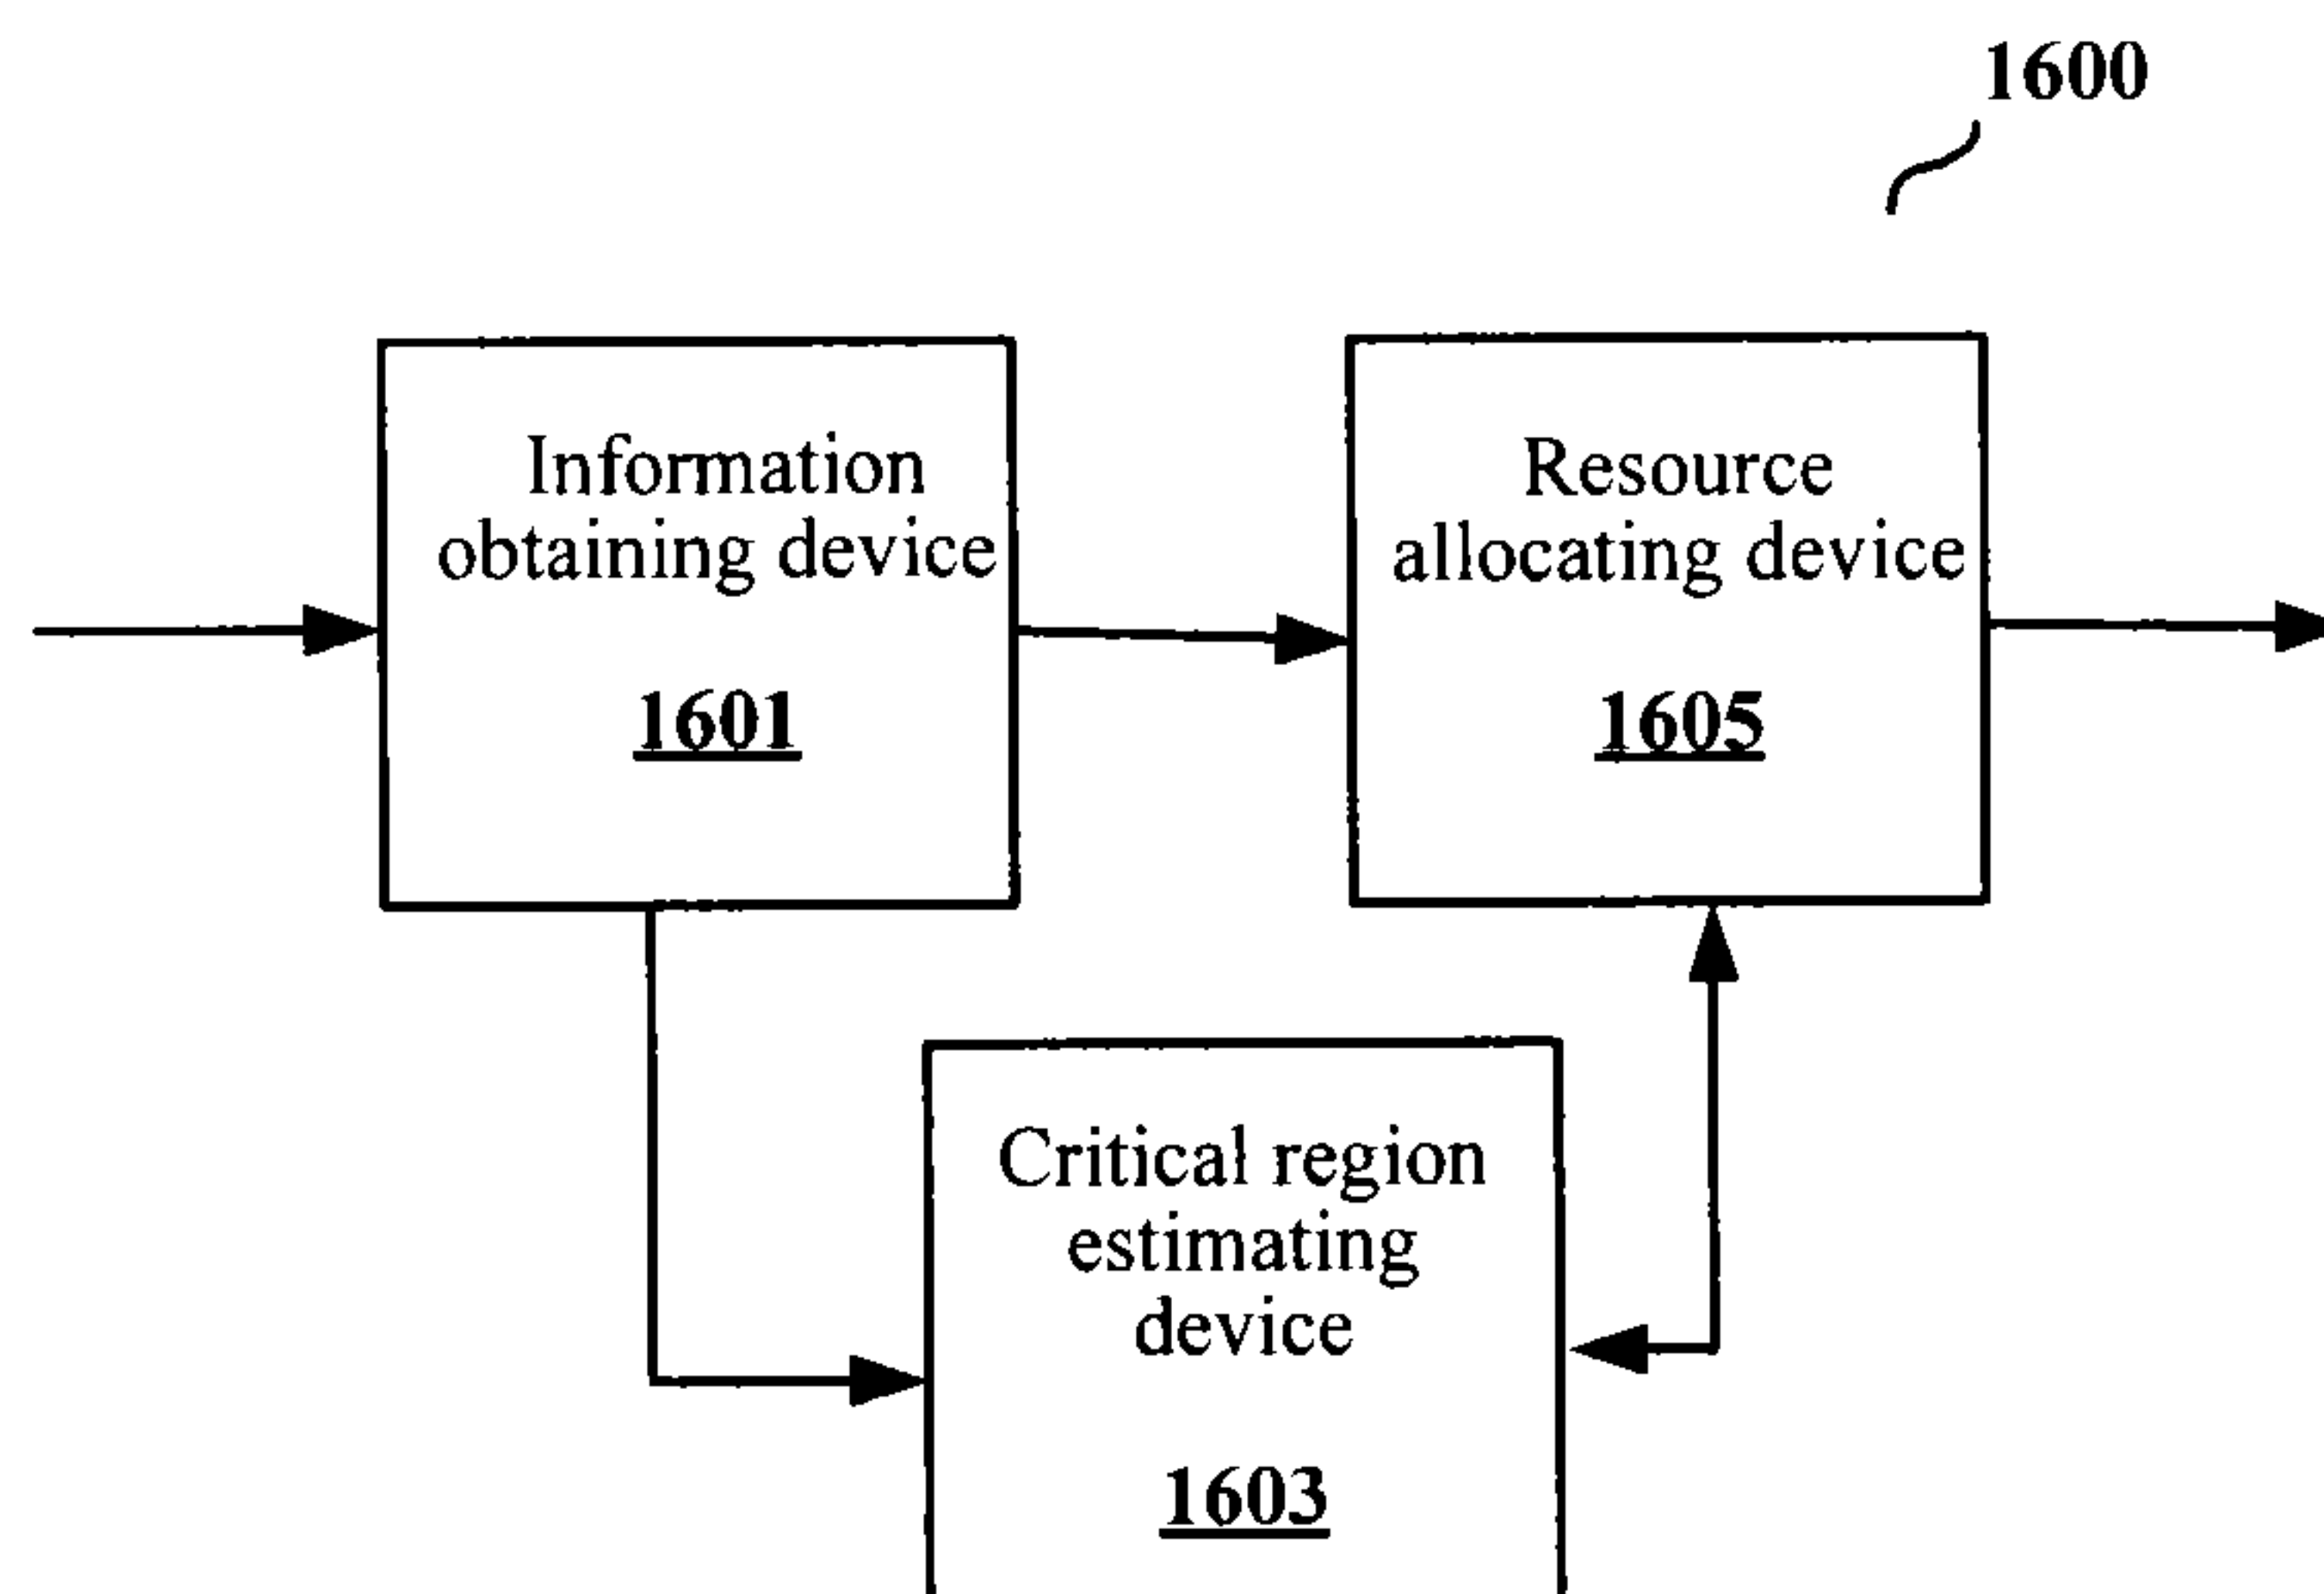 1600
Information
obtaining device
1601
Resource
allocating device
1605
Critical region
estimating
device
1603